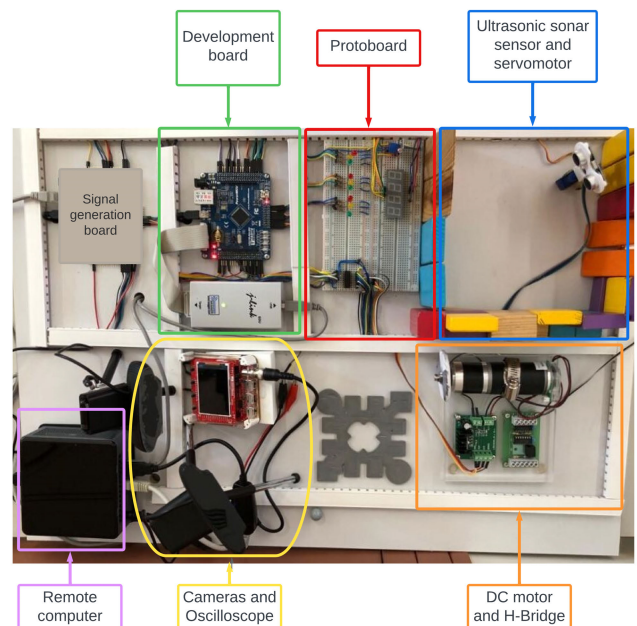 Development
board
Protoboard
Ultrasonic sonar
sensor and
servomotor
Signal
generation
board
j-link
Remote
computer
Cameras and
Oscilloscope
DC motor
and H-Bridge